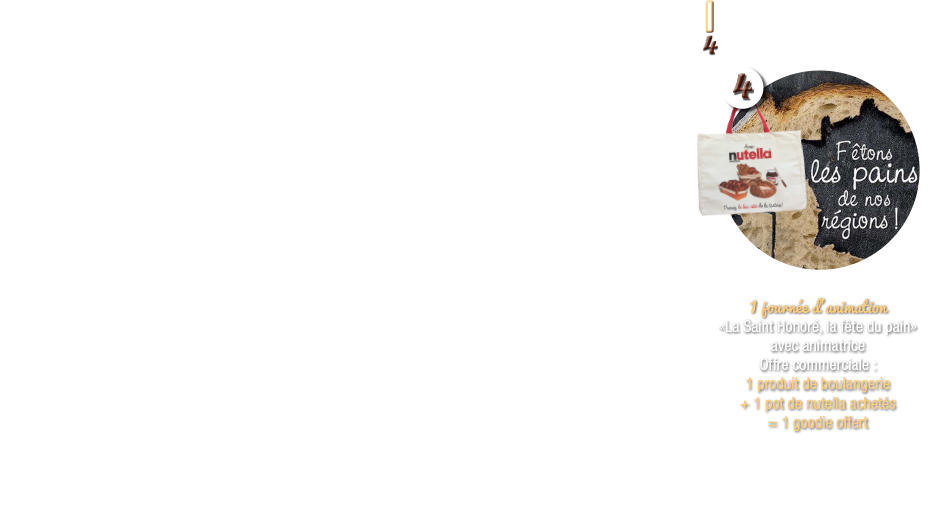 4
4
Avec
nutella
Prenez le bon côté de la tartine!
Fêtons
les pains
de nos
régions !
1 journée d'animation
«La Saint Honoré, la fête du pain»
avec animatrice
Offre commerciale :
1 produit de boulangerie
+ 1 pot de nutella achetés
= 1 goodie offert